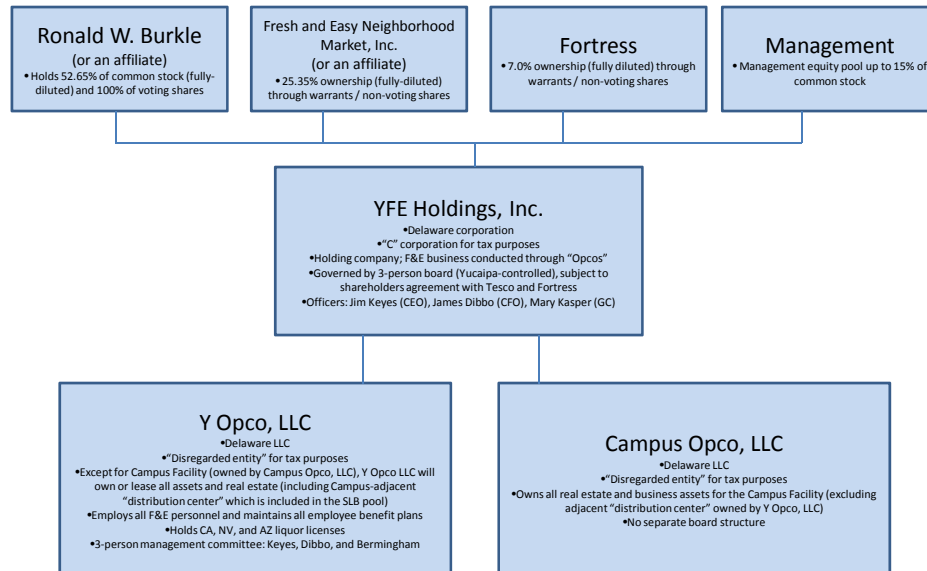 Ronald W. Burkle
(or an affiliate)
•Holds 52.65% of common stock (fully-
diluted) and 100% of voting shares
Fresh and Easy Neighborhood
Market, Inc.
(or an affiliate)
•25.35% ownership (fully-diluted)
through warrants / non-voting shares
Fortress
•7.0% ownership (fully diluted) through
warrants / non-voting shares
Management
•Management equity pool up to 15% of
common stock
YFE Holdings, Inc.
•Delaware corporation
•"C" corporation for tax purposes
•Holding company; F&E business conducted through "Opcos"
•Governed by 3-person board (Yucaipa-controlled), subject to
shareholders agreement with Tesco and Fortress
•Officers: Jim Keyes (CEO), James Dibbo (CFO), Mary Kasper (GC)
Y Opco, LLC
•Delaware LLC
•"Disregarded entity" for tax purposes
•Except for Campus Facility (owned by Campus Opco, LLC), Y Opco LLC will
own or lease all assets and real estate (including Campus-adjacent
"distribution center" which is included in the SLB pool)
•Employs all F&E personnel and maintains all employee benefit plans
•Holds CA, NV, and AZ liquor licenses
•3-person management committee: Keyes, Dibbo, and Bermingham
Campus Opco, LLC
•Delaware LLC
•"Disregarded entity" for tax purposes
•Owns all real estate and business assets for the Campus Facility (excluding
adjacent "distribution center" owned by Y Opco, LLC)
•No separate board structure